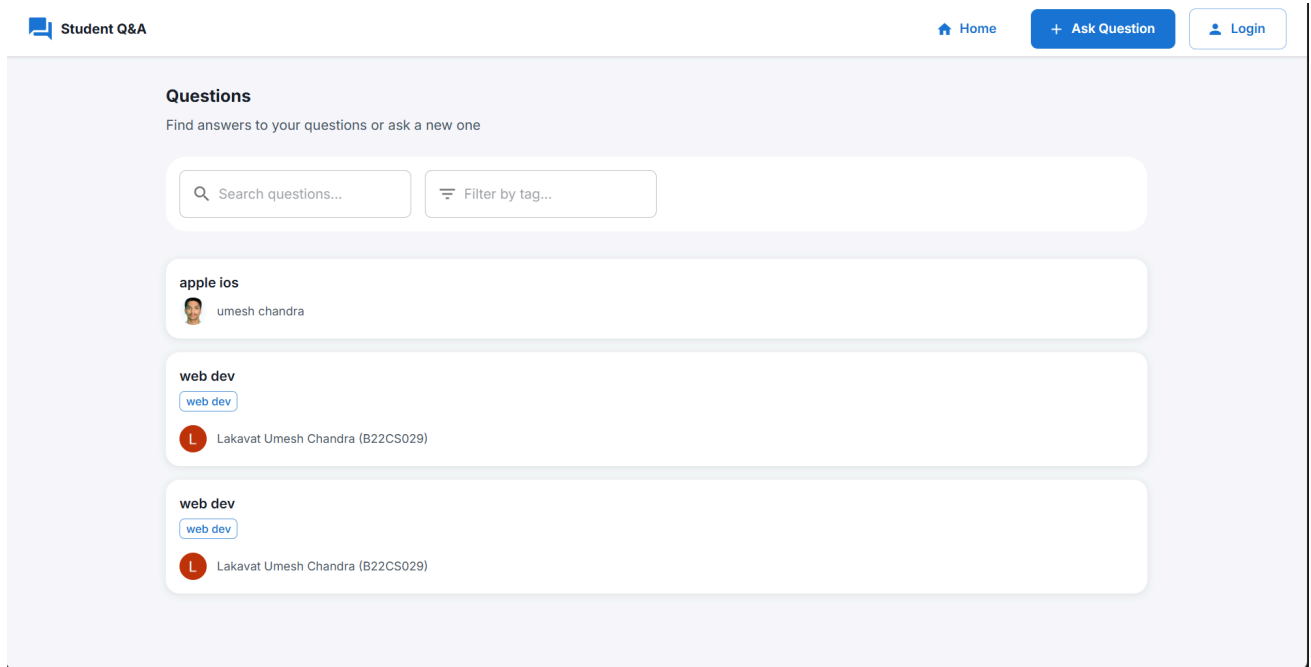 Student Q&A
Home
+ Ask Question
Login
Questions
Find answers to your questions or ask a new one
Search questions...
Filter by tag...
apple ios
umesh chandra
web dev
web dev
L
Lakavat Umesh Chandra (B22CS029)
web dev
web dev
L
Lakavat Umesh Chandra (B22CS029)